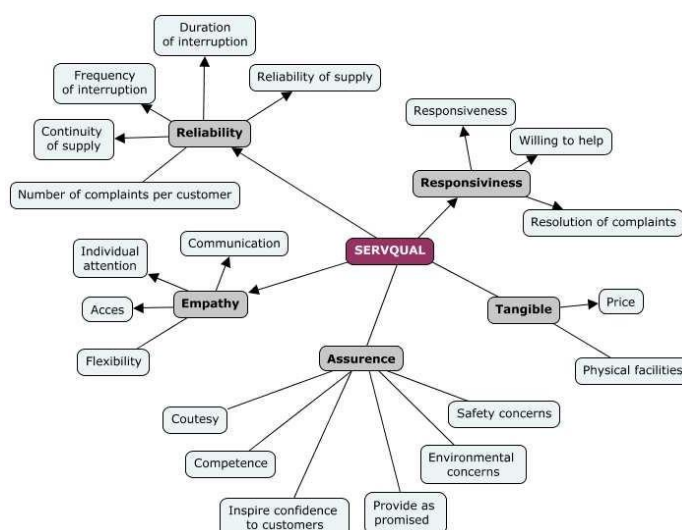 Duration
of interruption
Frequency
of interruption
Reliability of supply
Continuity
of supply
Reliability
Number of complaints per customer
Responsiveness
Willing to help
Responsiviness
Resolution of complaints
SERVQUAL
Individual
attention
Communication
Acces
Empathy
Flexibility
Tangible
Price
Physical facilities
Assurence
Coutesy
Safety concerns
Competence
Environmental
concerns
Inspire confidence
to customers
Provide as
promised